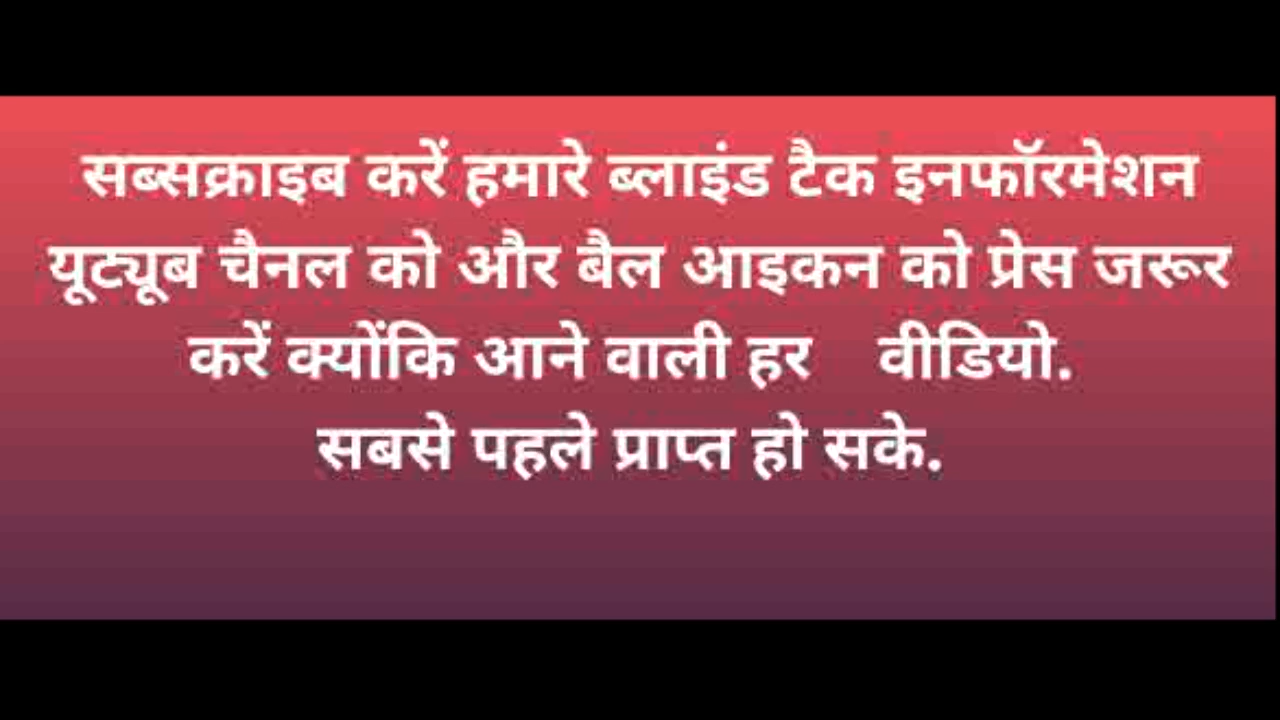 सब्सक्राइब करें हमारे ब्लाइंड टैक इनफॉरमेशन
यूट्यूब चैनल को और बैल आइकन को प्रेस जरूर
करें क्योंकि आने वाली हर वीडियो.
सबसे पहले प्राप्त हो सके.